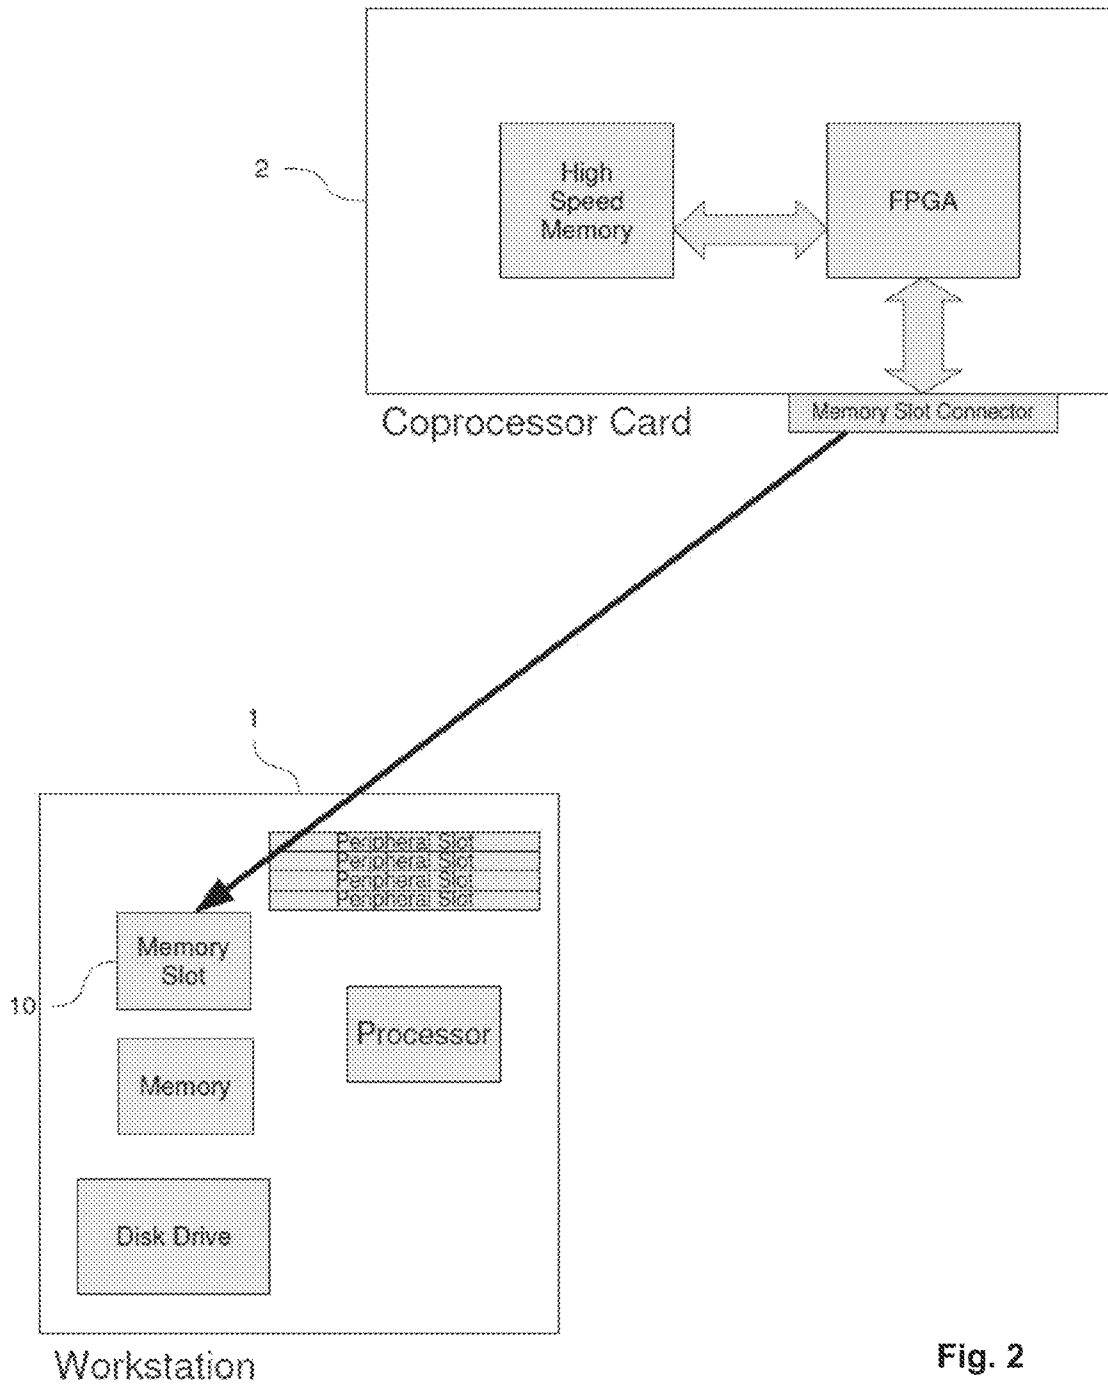 2
High
Speed
Memory
FPGA
Coprocessor Card
Memory Slot Connector
1
Peripheral Slot
Peripheral Slot
Peripheral Slot
Peripheral Slot
Memory
Slot
10
Processor
Memory
Disk Drive
Workstation
Fig. 2